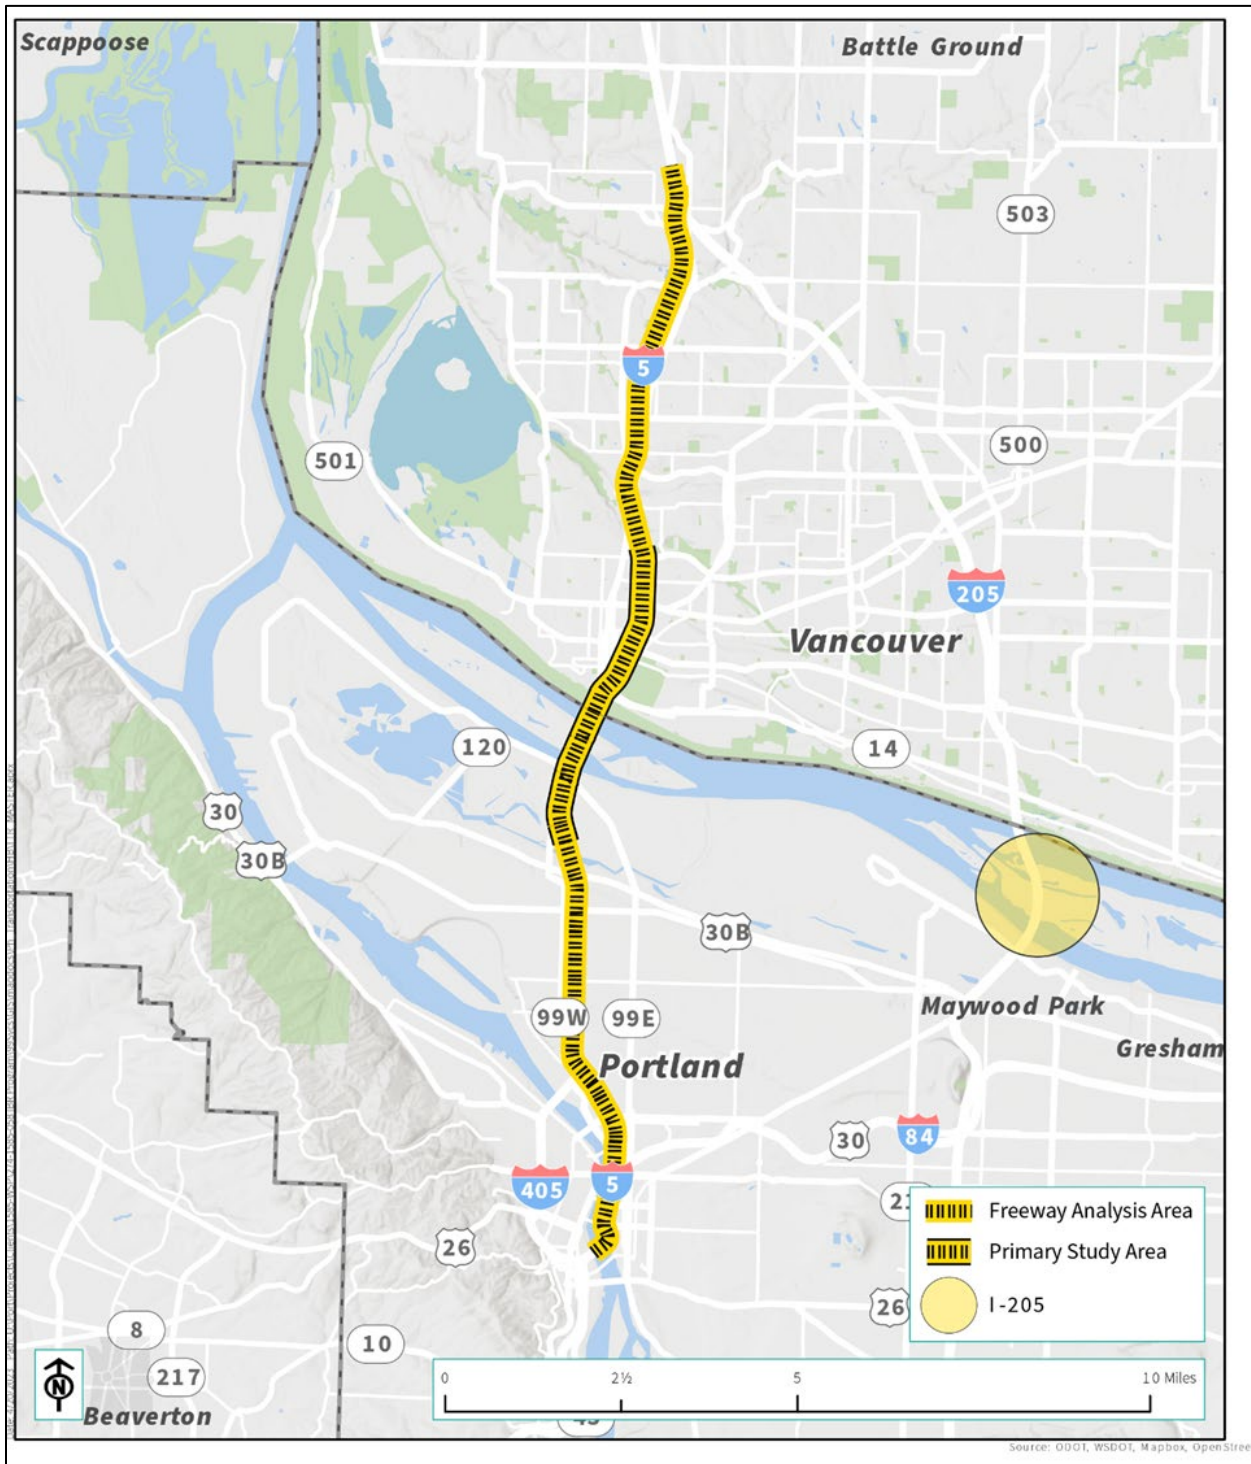 Scappoose
Battle Ground
503
5
501
500
205
Vancouver
120
14
30
30B
30B
99W
99E
Maywood Park
Gresham
Portland
30
84
405
5
26
26
8
10
217
Beaverton
Freeway Analysis Area
Primary Study Area
I-205
0
2½
5
10 Miles
N
Source: ODOT, WSDOT, Mapbox, OpenStree